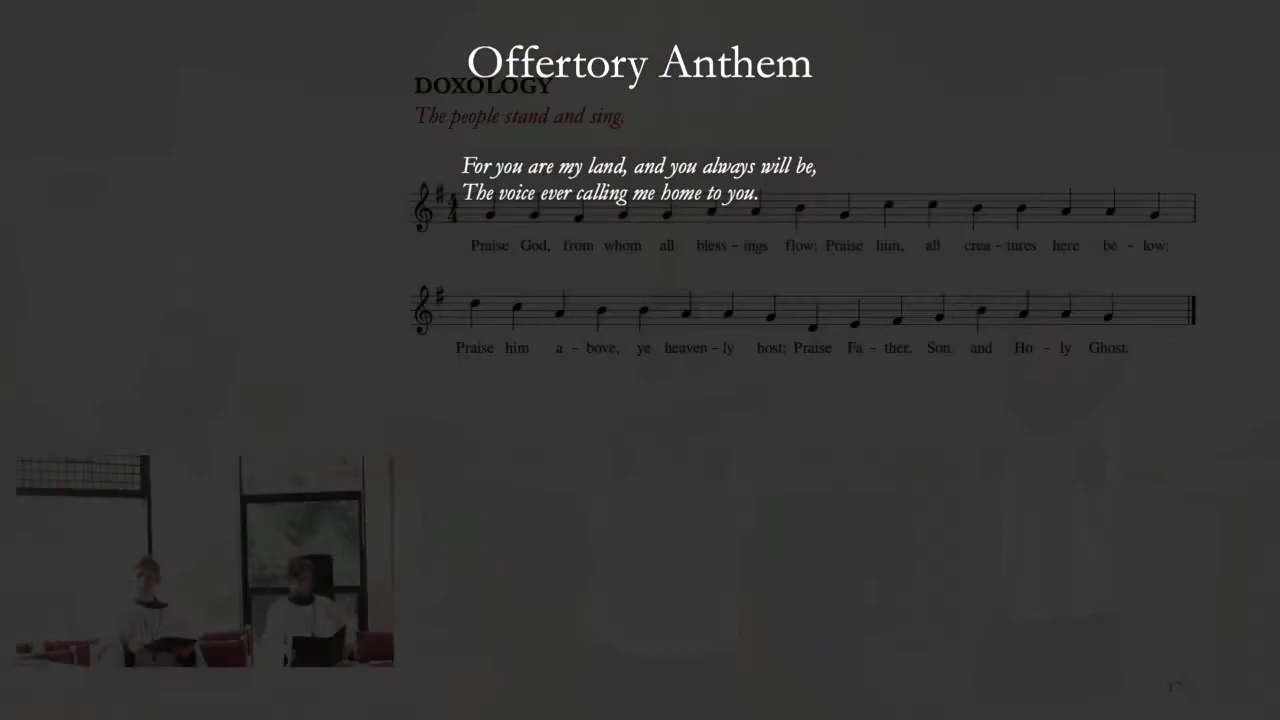 Offertory Anthem
DOXOLOGY
The people stand and sing.
For you are my land, and you always will be,
The voice ever calling me home to you.
Praise God, from whom all bless - ings flow; Praise him, all crea - tures here be - low;
Praise him a - bove, ye heaven - ly host; Praise Fa - ther, Son and Ho - ly Ghost.